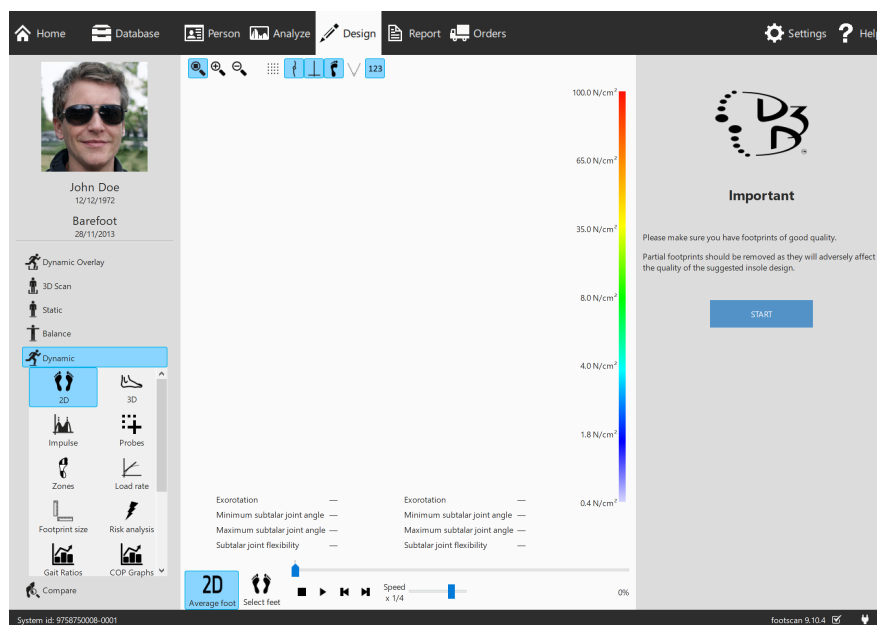 Home
Database
Person
Analyze
Design
Report
Orders
Settings
? Hel
123
John Doe
12/12/1972
Barefoot
28/11/2013
Dynamic Overlay
3D Scan
Static
Balance
Dynamic
2D
3D
Impulse
Probes
Zones
Load rate
Footprint size
Risk analysis
Gait Ratios
COP Graphs
Compare
100.0 N/cm²
65.0 N/cm²
35.0 N/cm²
8.0 N/cm²
4.0 N/cm²
1.8 N/cm²
0.4 N/cm²
Exorotation —
Minimum subtalar joint angle —
Maximum subtalar joint angle —
Subtalar joint flexibility —
Exorotation —
Minimum subtalar joint angle —
Maximum subtalar joint angle —
Subtalar joint flexibility —
2D
Average foot
Select feet
Speed
x 1/4
0%
D3D
Important
Please make sure you have footprints of good quality.
Partial footprints should be removed as they will adversely affect
the quality of the suggested insole design.
START
System id: 9758750008-0001
footscan 9.10.4